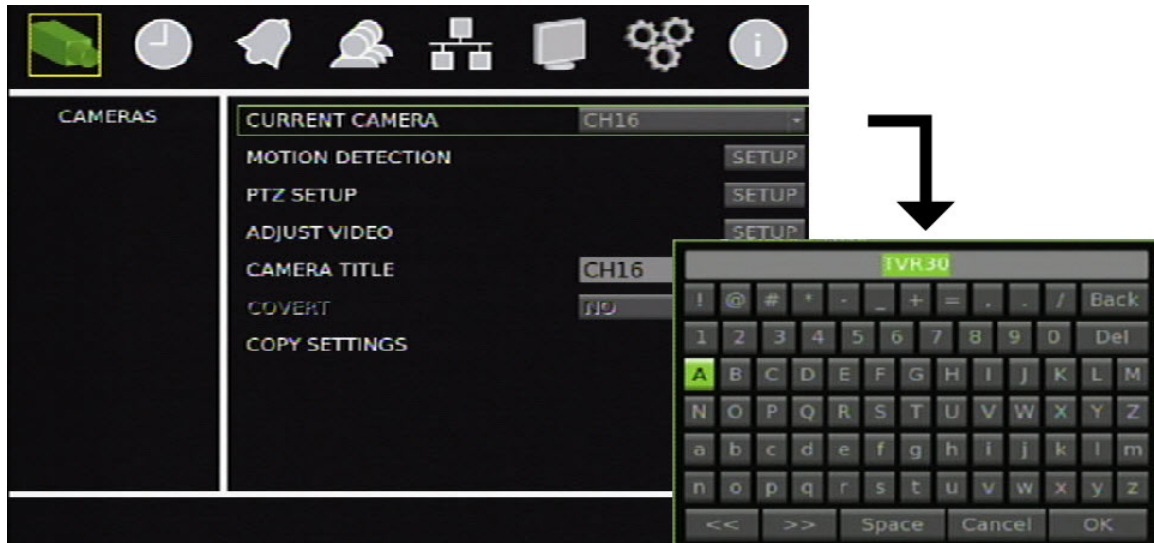 CAMERAS
CURRENT CAMERA CH16
MOTION DETECTION SETUP
PTZ SETUP SETUP
ADJUST VIDEO SETUP
CAMERA TITLE CH16
COVERT NO
COPY SETTINGS
TVR30
! @ # * - _ + = , . / Back
1 2 3 4 5 6 7 8 9 0 Del
A B C D E F G H I J K L M
N O P Q R S T U V W X Y Z
a b c d e f g h i j k l m
n o p q r s t u v w x y z
<< >> Space Cancel OK